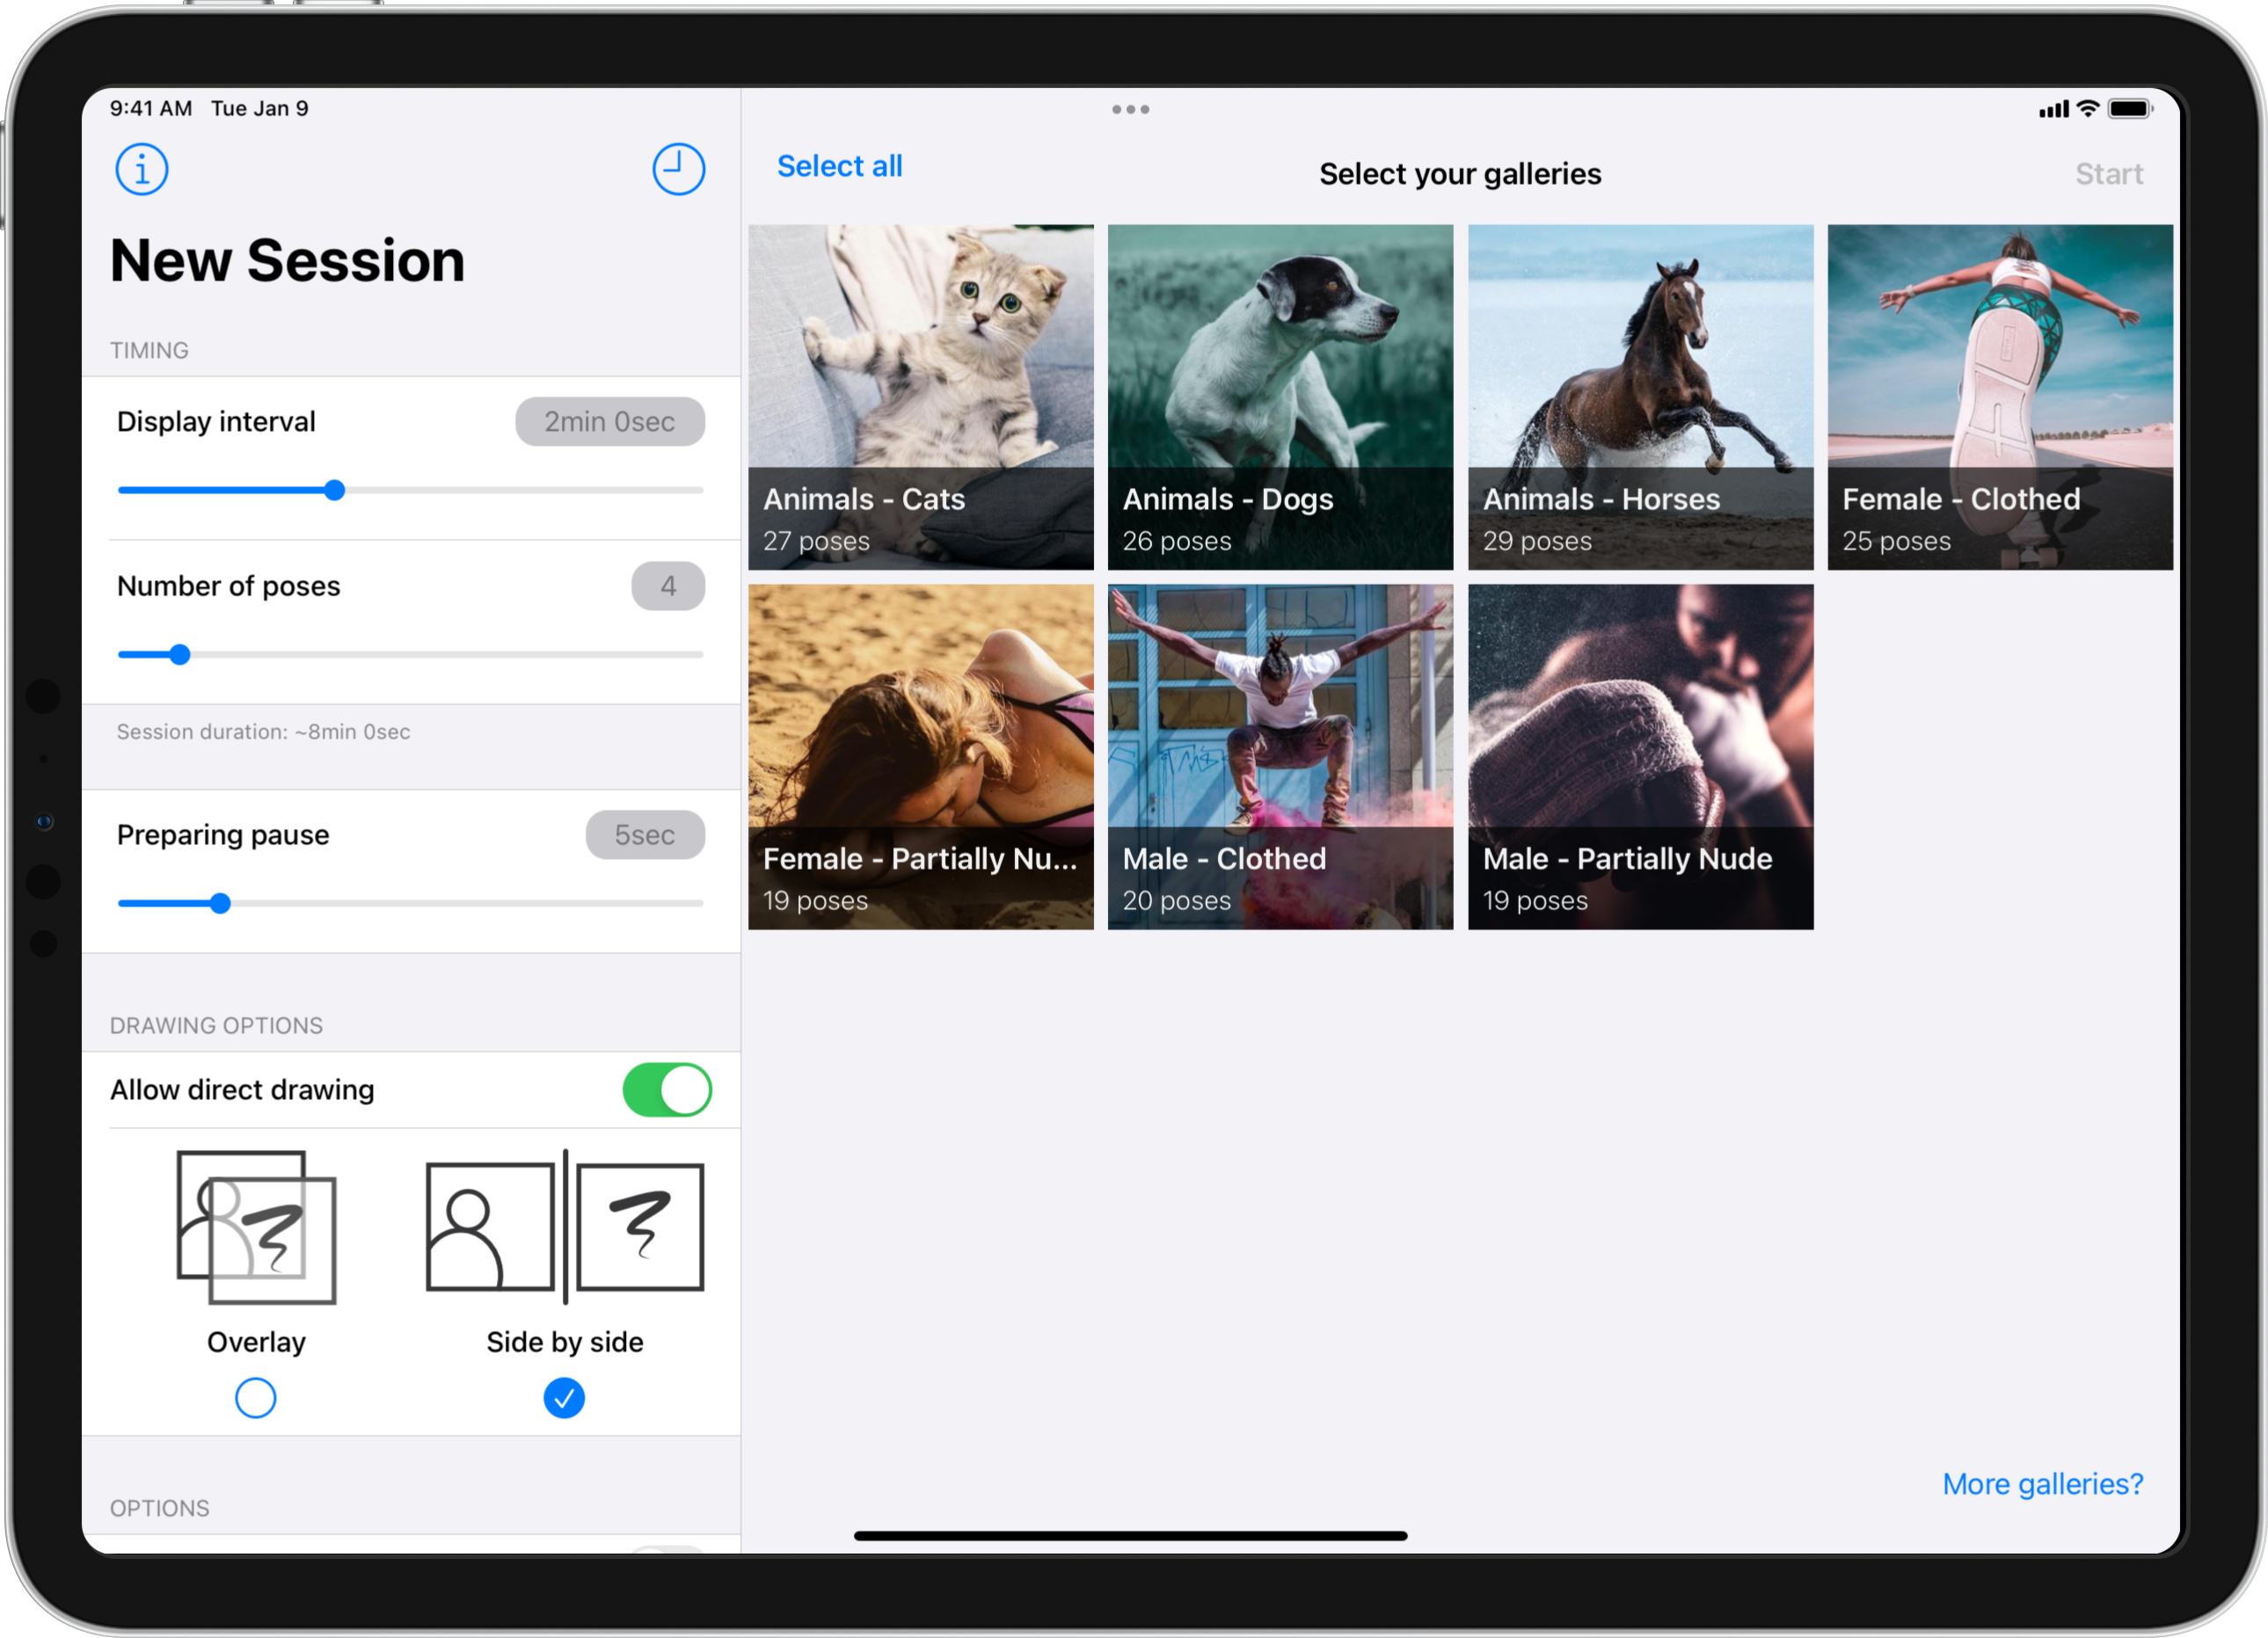 9:41 AM Tue Jan 9
New Session
TIMING
Display interval 2min 0sec
Number of poses 4
Session duration: ~8min 0sec
Preparing pause 5sec
DRAWING OPTIONS
Allow direct drawing
Overlay Side by side
OPTIONS
Select all Select your galleries Start
Animals - Cats
27 poses
Animals - Dogs
26 poses
Animals - Horses
29 poses
Female - Clothed
25 poses
Female - Partially Nu...
19 poses
Male - Clothed
20 poses
Male - Partially Nude
19 poses
More galleries?